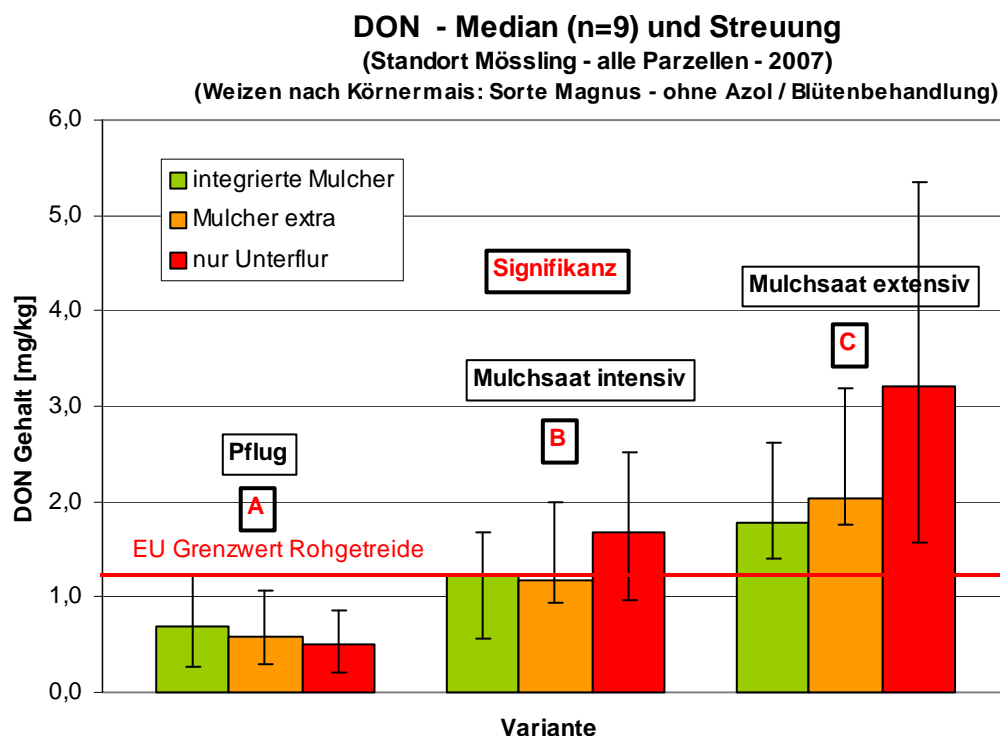 DON - Median (n=9) und Streuung
(Standort Mössling - alle Parzellen - 2007)
(Weizen nach Körnermais: Sorte Magnus - ohne Azol / Blütenbehandlung)
DON Gehalt [mg/kg]
6,0
5,0
4,0
3,0
2,0
1,0
0,0
integrierte Mulcher
Mulcher extra
nur Unterflur
Signifikanz
Mulchsaat extensiv
C
Mulchsaat intensiv
B
Pflug
A
EU Grenzwert Rohgetreide
Variante